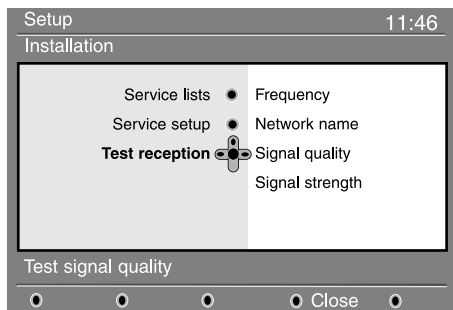 Setup 11:46
Installation
Service lists Frequency
Service setup Network name
Test reception Signal quality
Signal strength
Test signal quality
Close